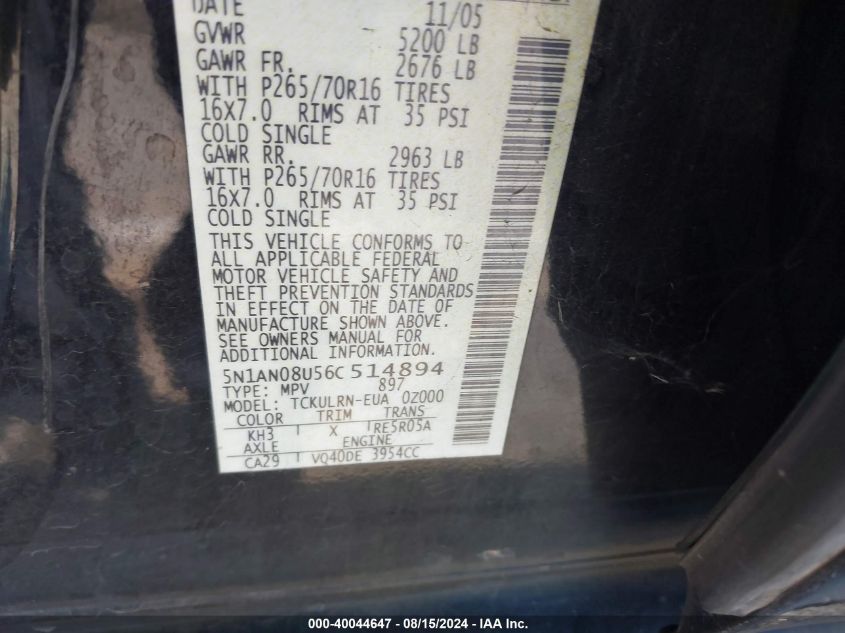 DATE 11/05
GVWR 5200 LB
GAWR FR. 2676 LB
WITH P265/70R16 TIRES
16X7.0 RIMS AT 35 PSI
COLD SINGLE
GAWR RR. 2963 LB
WITH P265/70R16 TIRES
16X7.0 RIMS AT 35 PSI
COLD SINGLE
THIS VEHICLE CONFORMS TO
ALL APPLICABLE FEDERAL
MOTOR VEHICLE SAFETY AND
THEFT PREVENTION STANDARDS
IN EFFECT ON THE DATE OF
MANUFACTURE SHOWN ABOVE.
SEE OWNERS MANUAL FOR
ADDITIONAL INFORMATION.
5N1AN08U56C514894
TYPE: MPV 897
MODEL: TCKULRN-EUA 0Z000
COLOR TRIM TRANS
KH3 X RE5R05A
AXLE ENGINE
CA29 VQ40DE 3954CC
000-40044647 - 08/15/2024 - IAA Inc.